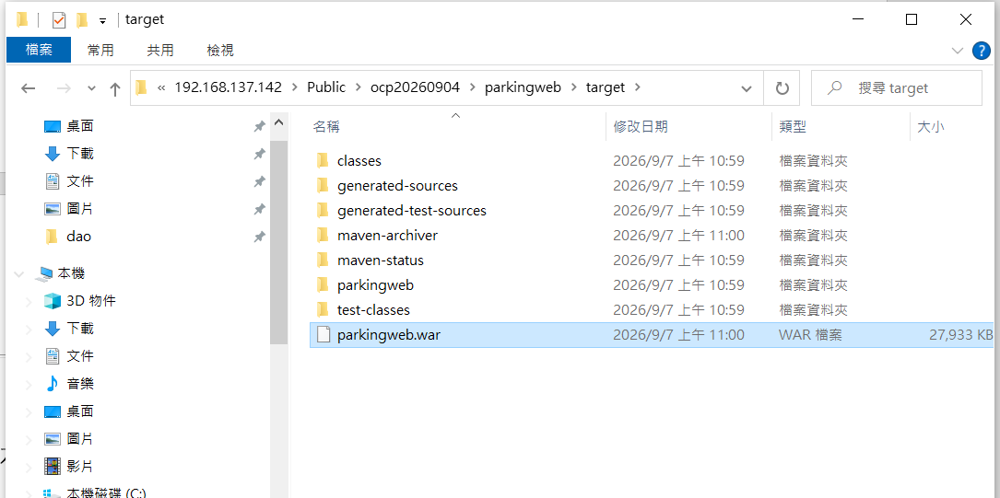 target
檔案 常用 共用 檢視
« 192.168.137.142 > Public > ocp20260904 > parkingweb > target > 搜尋 target
桌面
下載
文件
圖片
dao
本機
3D 物件
下載
文件
音樂
桌面
圖片
影片
本機磁碟 (C:)
名稱 修改日期 類型 大小
classes 2026/9/7 上午 10:59 檔案資料夾
generated-sources 2026/9/7 上午 10:59 檔案資料夾
generated-test-sources 2026/9/7 上午 10:59 檔案資料夾
maven-archiver 2026/9/7 上午 11:00 檔案資料夾
maven-status 2026/9/7 上午 10:59 檔案資料夾
parkingweb 2026/9/7 上午 10:59 檔案資料夾
test-classes 2026/9/7 上午 10:59 檔案資料夾
parkingweb.war 2026/9/7 上午 11:00 WAR 檔案 27,933 KB